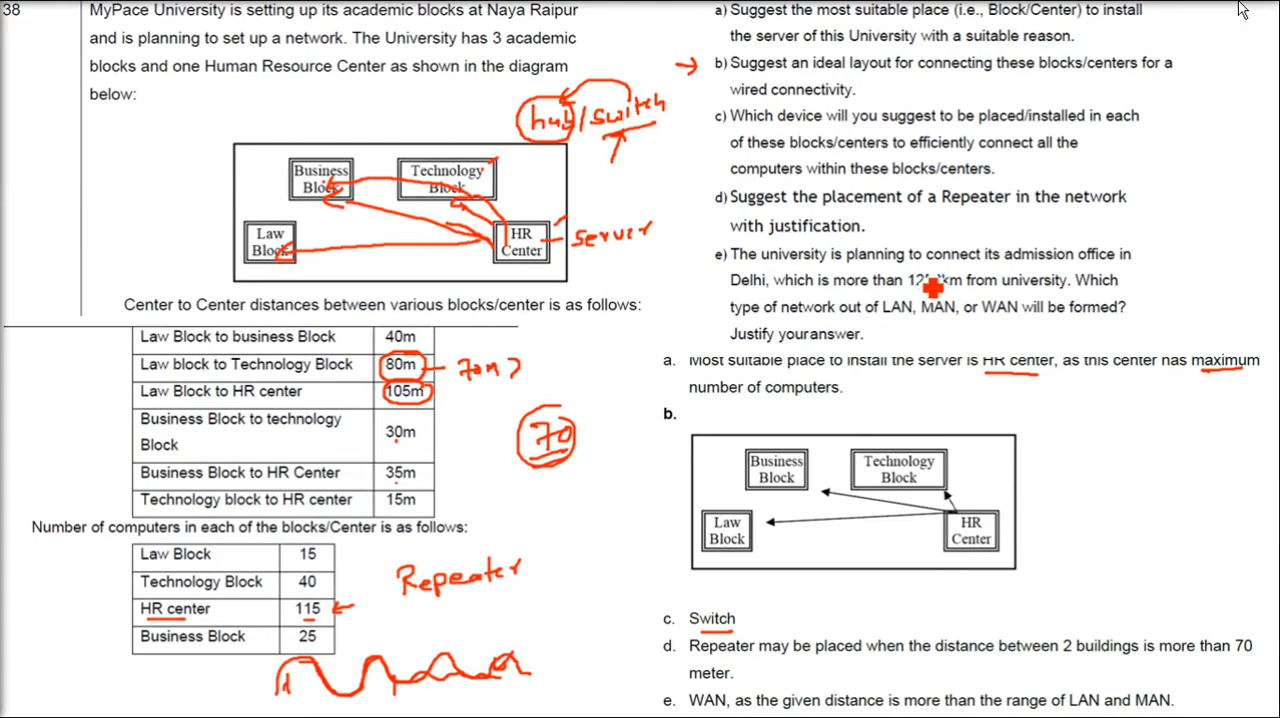 38
MyPace University is setting up its academic blocks at Naya Raipur
and is planning to set up a network. The University has 3 academic
blocks and one Human Resource Center as shown in the diagram
below:
hub/switch
Business
Block
Technology
Block
Law
Block
HR
Center
Server
Center to Center distances between various blocks/center is as follows:
Law Block to business Block 40m
Law block to Technology Block 80m
70m
Law Block to HR center 105m
Business Block to technology
Block 30m
70
Business Block to HR Center 35m
Technology block to HR center 15m
Number of computers in each of the blocks/Center is as follows:
Law Block 15
Technology Block 40
HR center 115
Business Block 25
Repeater
a) Suggest the most suitable place (i.e., Block/Center) to install
the server of this University with a suitable reason.
b) Suggest an ideal layout for connecting these blocks/centers for a
wired connectivity.
c) Which device will you suggest to be placed/installed in each
of these blocks/centers to efficiently connect all the
computers within these blocks/centers.
d) Suggest the placement of a Repeater in the network
with justification.
e) The university is planning to connect its admission office in
Delhi, which is more than km from university. Which
type of network out of LAN, MAN, or WAN will be formed?
Justify youranswer.
a. Most suitable place to install the server is HR center, as this center has maximum
number of computers.
b.
Business
Block
Technology
Block
Law
Block
HR
Center
c. Switch
d. Repeater may be placed when the distance between 2 buildings is more than 70
meter.
e. WAN, as the given distance is more than the range of LAN and MAN.